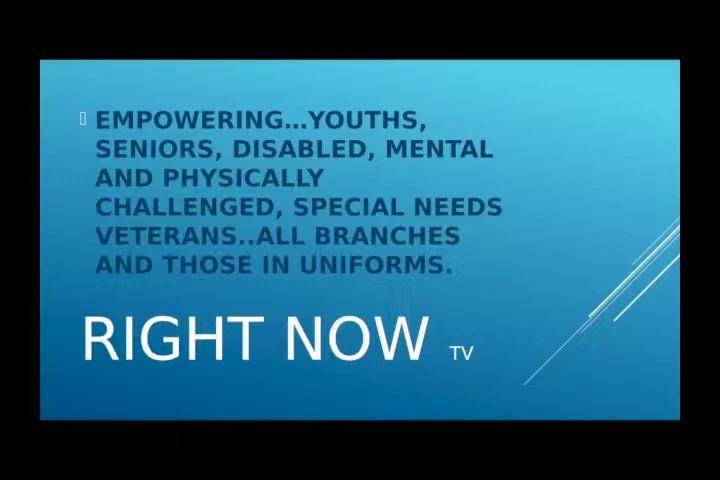 EMPOWERING...YOUTHS,
SENIORS, DISABLED, MENTAL
AND PHYSICALLY
CHALLENGED, SPECIAL NEEDS
VETERANS..ALL BRANCHES
AND THOSE IN UNIFORMS.
RIGHT NOW TV